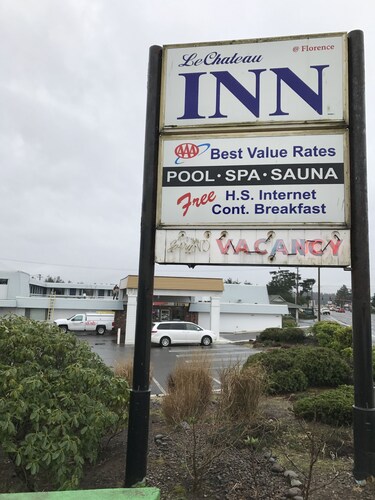 Le Chateau
@ Florence
INN
AAA Best Value Rates
POOL · SPA · SAUNA
Free H.S. Internet
Cont. Breakfast
VACANCY